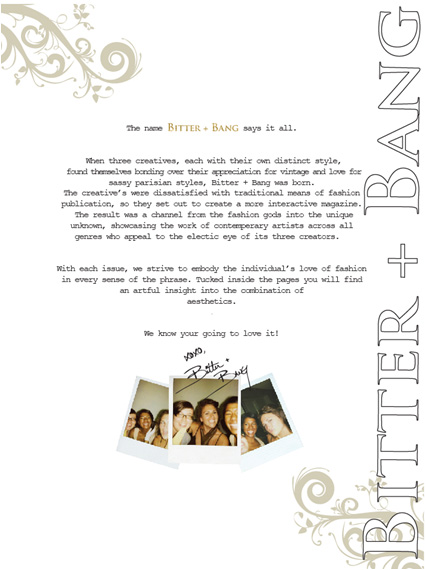 The name BITTER + BANG says it all.
When three creatives, each with their own distinct style,
found themselves bonding over their appreciation for vintage and love for
sassy parisian styles, Bitter + Bang was born.
The creative's were dissatisfied with traditional means of fashion
publication, so they set out to create a more interactive magazine.
The result was a channel from the fashion gods into the unique
unknown, showcasing the work of contemperary artists across all
genres who appeal to the electic eye of its three creators.
With each issue, we strive to embody the individual's love of fashion
in every sense of the phrase. Tucked inside the pages you will find
an artful insight into the combination of
aesthetics.
We know your going to love it!
xoxo,
Bitter +
Bang
BITTER + BANG